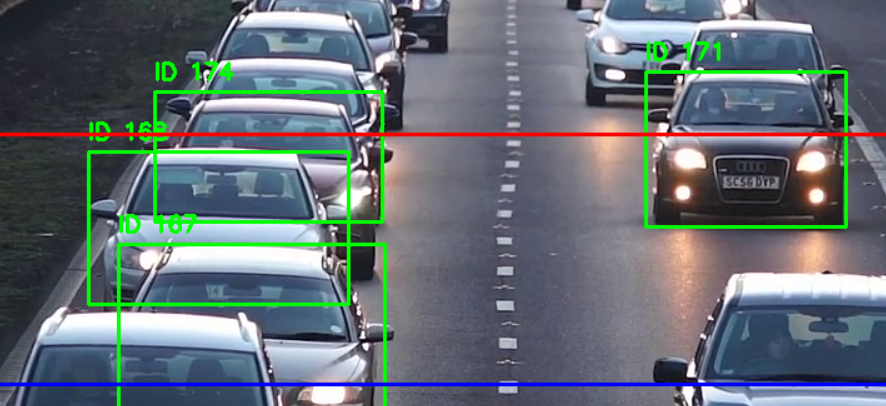 ID 171
ID 174
ID
ID 167
SC56 DYP